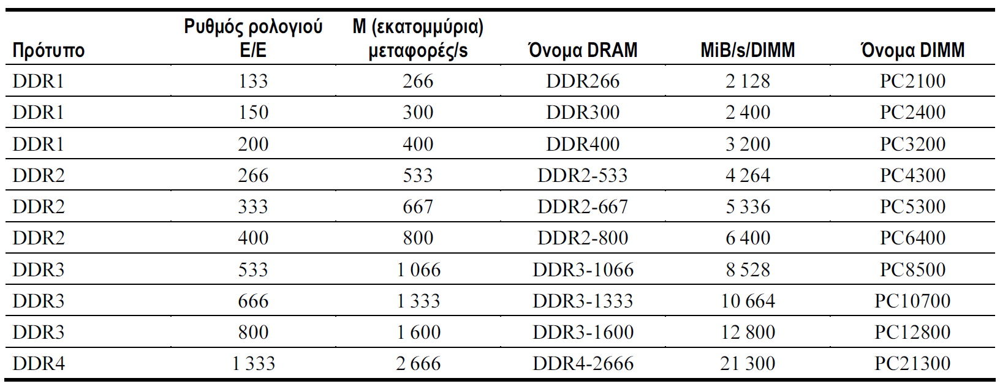 Πρότυπο Ρυθμός ρολογιού Ε/Ε Μ (εκατομμύρια) μεταφορές/s Όνομα DRAM MiB/s/DIMM Όνομα DIMM
DDR1 133 266 DDR266 2 128 PC2100
DDR1 150 300 DDR300 2 400 PC2400
DDR1 200 400 DDR400 3 200 PC3200
DDR2 266 533 DDR2-533 4 264 PC4300
DDR2 333 667 DDR2-667 5 336 PC5300
DDR2 400 800 DDR2-800 6 400 PC6400
DDR3 533 1 066 DDR3-1066 8 528 PC8500
DDR3 666 1 333 DDR3-1333 10 664 PC10700
DDR3 800 1 600 DDR3-1600 12 800 PC12800
DDR4 1 333 2 666 DDR4-2666 21 300 PC21300